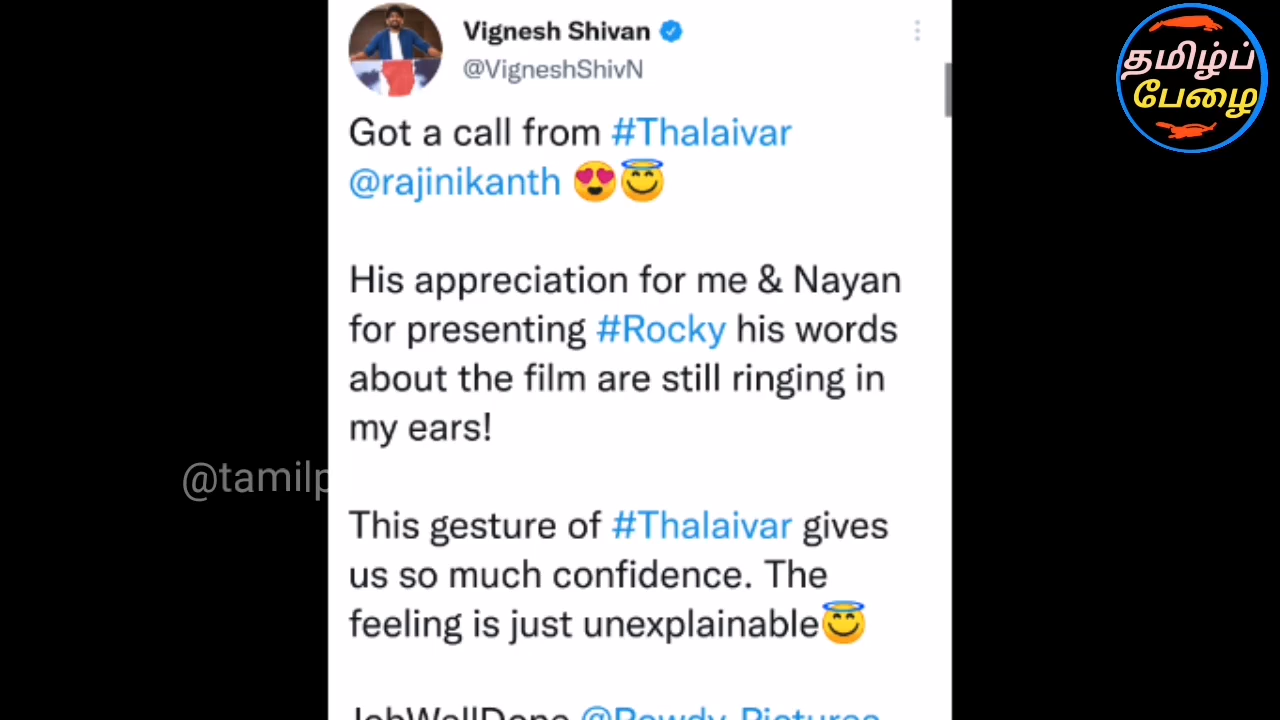 Vignesh Shivan
@VigneshShivN
Got a call from #Thalaivar
@rajinikanth 😍😇
His appreciation for me & Nayan
for presenting #Rocky his words
about the film are still ringing in
my ears!
This gesture of #Thalaivar gives
us so much confidence. The
feeling is just unexplainable😇
JobWellDone @Rowdy_Pictures
@tamilp
தமிழ்ப்
பேழை